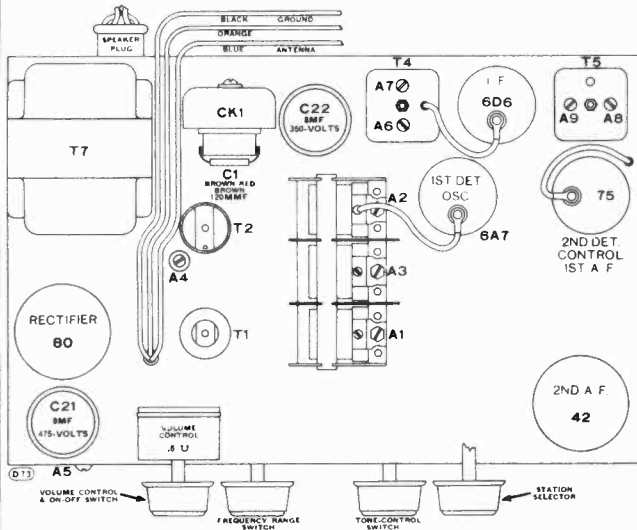 BLACK GROUND
ORANGE
BLUE ANTENNA
SPEAKER
PLUG
T7
CK1
C22
8MF
350-VOLTS
T4
A7
A6
I.F
6D6
T5
A9 A8
C1
BROWN RED
BROWN
120MMF
T2
A4
T1
A2
A3
A1
1ST DET
OSC
6A7
75
2ND DET.
CONTROL
1ST A F
RECTIFIER
80
C21
8MF
475-VOLTS
D73
A5
VOLUME
CONTROL
2ND A F.
42
VOLUME CONTROL
& ON-OFF SWITCH
FREQUENCY RANGE
SWITCH
TONE-CONTROL
SWITCH
STATION
SELECTOR